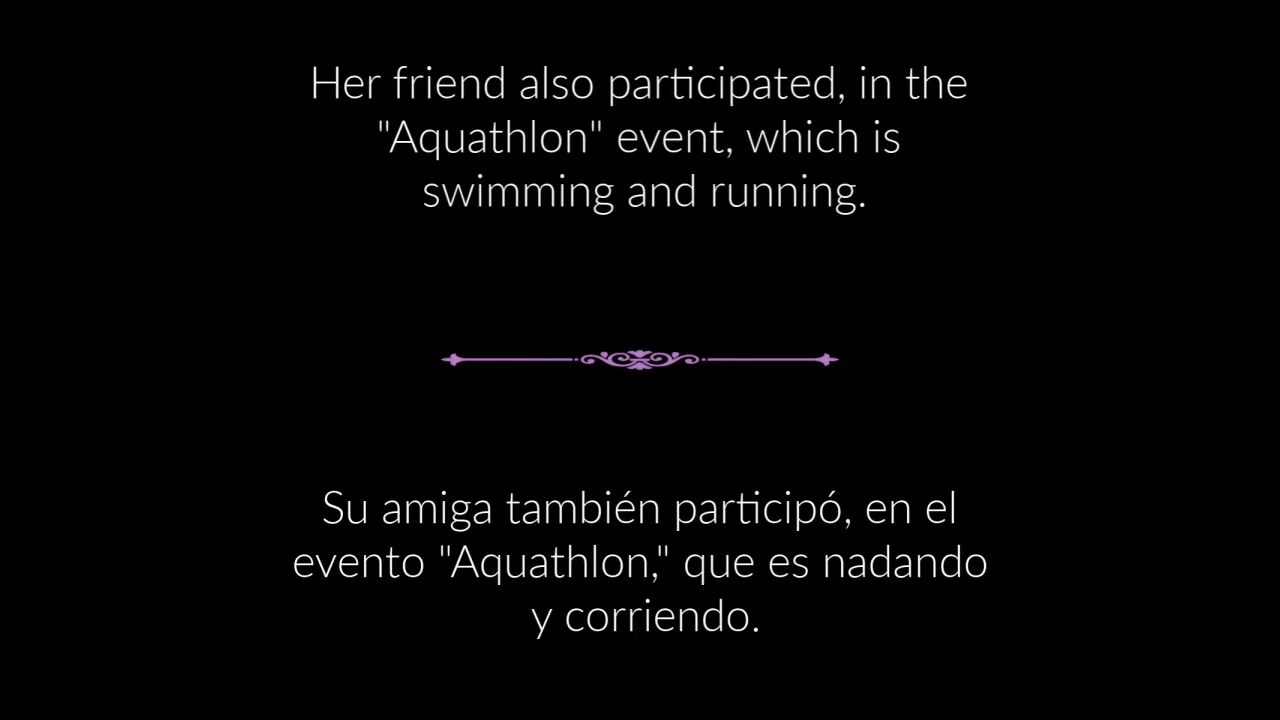 Her friend also participated, in the
"Aquathlon" event, which is
swimming and running.
Su amiga también participó, en el
evento "Aquathlon," que es nadando
y corriendo.